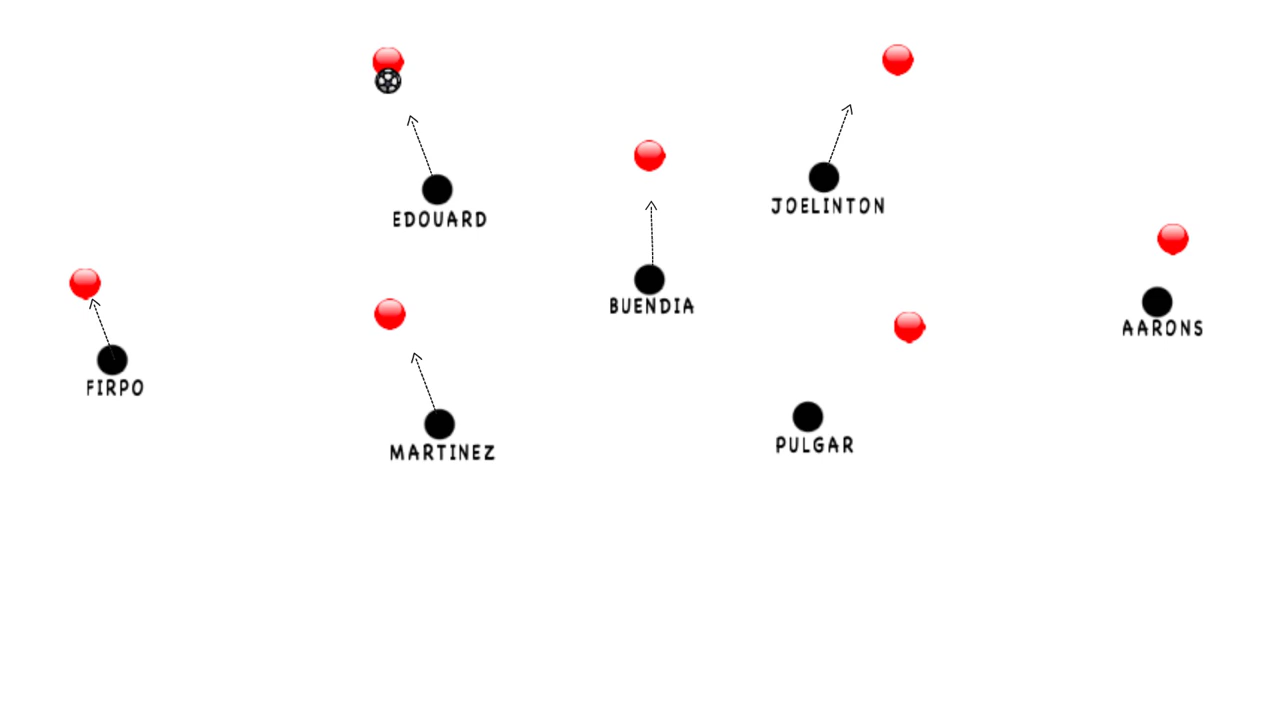 JOELINTON
EDOUARD
BUENDIA
AARONS
FIRPO
PULGAR
MARTINEZ